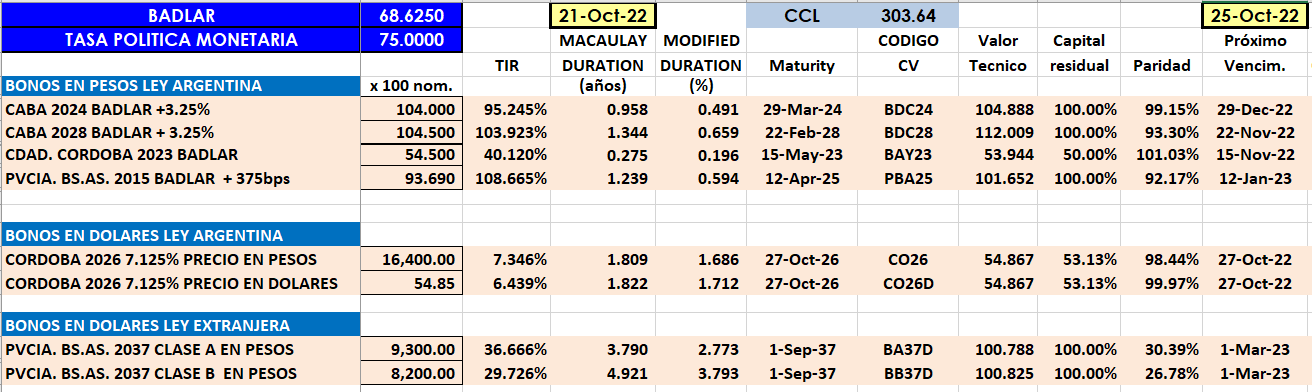 BADLAR 68.6250 21-Oct-22 CCL 303.64 25-Oct-22
TASA POLITICA MONETARIA 75.0000 MACAULAY MODIFIED CODIGO Valor Capital Próximo
TIR DURATION DURATION Maturity CV Tecnico residual Paridad Vencim.
BONOS EN PESOS LEY ARGENTINA x 100 nom. (años) (%)
CABA 2024 BADLAR +3.25% 104.000 95.245% 0.958 0.491 29-Mar-24 BDC24 104.888 100.00% 99.15% 29-Dec-22
CABA 2028 BADLAR + 3.25% 104.500 103.923% 1.344 0.659 22-Feb-28 BDC28 112.009 100.00% 93.30% 22-Nov-22
CDAD. CORDOBA 2023 BADLAR 54.500 40.120% 0.275 0.196 15-May-23 BAY23 53.944 50.00% 101.03% 15-Nov-22
PVCIA. BS.AS. 2015 BADLAR + 375bps 93.690 108.665% 1.239 0.594 12-Apr-25 PBA25 101.652 100.00% 92.17% 12-Jan-23
BONOS EN DOLARES LEY ARGENTINA
CORDOBA 2026 7.125% PRECIO EN PESOS 16,400.00 7.346% 1.809 1.686 27-Oct-26 CO26 54.867 53.13% 98.44% 27-Oct-22
CORDOBA 2026 7.125% PRECIO EN DOLARES 54.85 6.439% 1.822 1.712 27-Oct-26 CO26D 54.867 53.13% 99.97% 27-Oct-22
BONOS EN DOLARES LEY EXTRANJERA
PVCIA. BS.AS. 2037 CLASE A EN PESOS 9,300.00 36.666% 3.790 2.773 1-Sep-37 BA37D 100.788 100.00% 30.39% 1-Mar-23
PVCIA. BS.AS. 2037 CLASE B EN PESOS 8,200.00 29.726% 4.921 3.793 1-Sep-37 BB37D 100.825 100.00% 26.78% 1-Mar-23